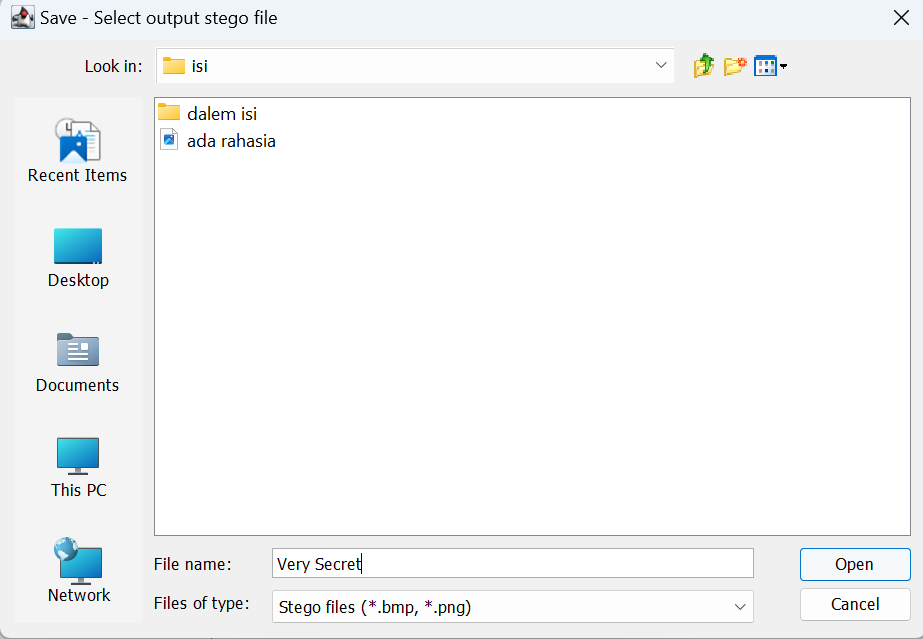 Save - Select output stego file
Look in:
isi
dalem isi
ada rahasia
Recent Items
Desktop
Documents
This PC
Network
File name:
Very Secret
Open
Files of type:
Stego files (*.bmp, *.png)
Cancel